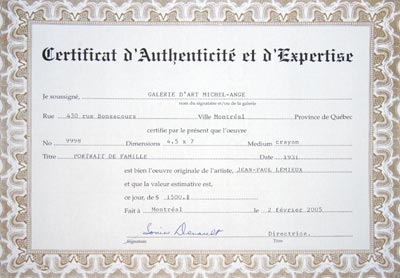 Certificat d'Authenticité et d'Expertise
Je soussigné, GALERIE D'ART MICHEL-ANGE
nom du signataire et/ou de la galerie
Rue 430 rue Bonsecours Ville Montréal Province de Québec
certifie par le présent que l'oeuvre
No 9998 Dimensions 4,5 x 7 Medium crayon
Titre PORTRAIT DE FAMILLE Date 1931
est bien l'oeuvre originale de l'artiste, JEAN-PAUL LEMIEUX
et que la valeur estimative est,
ce jour, de $ 1500.$
Fait à Montréal le 2 février 2005
Directrice.
Signature Titre